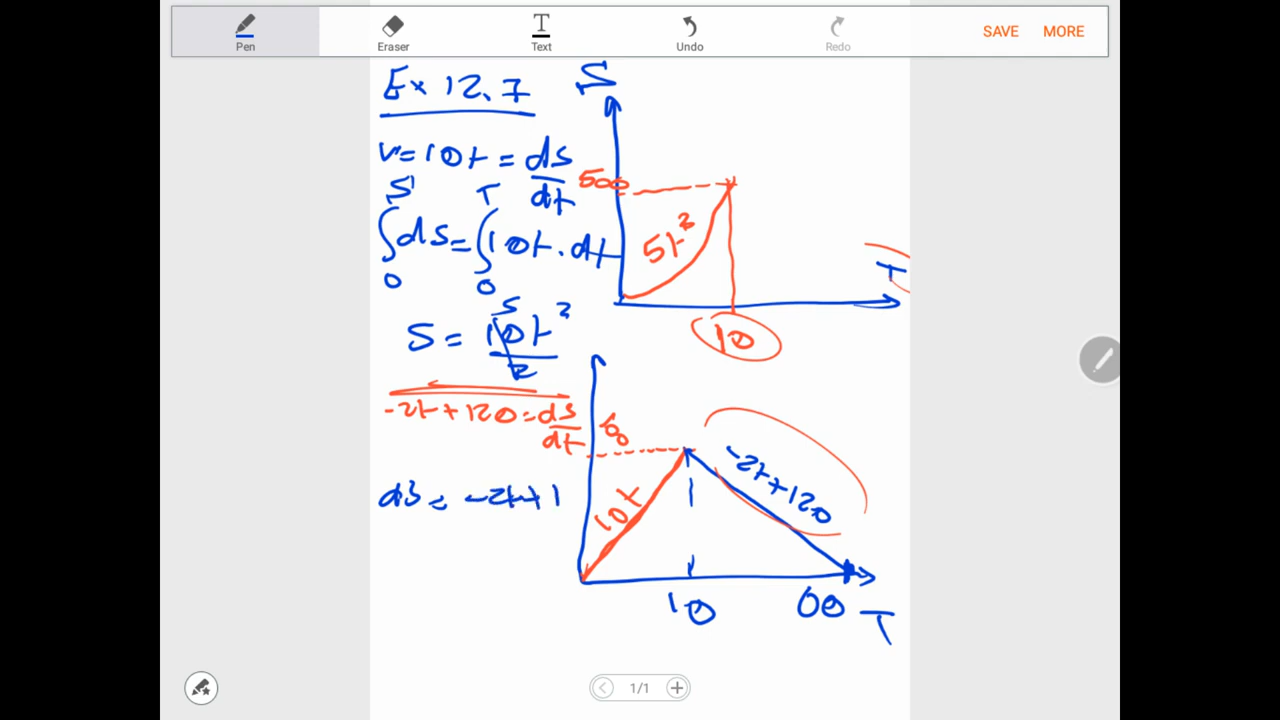 Pen
Eraser
Text
Undo
Redo
SAVE
MORE
Ex 12.7
V=10t = ds/dt
S T
∫ds = ∫10t.dt
0 0
S = 10t²/2
5
-2t+120 = ds/dt
ds = -2t+1
S
500
5t²
T
10
10t
-2t+120
10
T
1/1